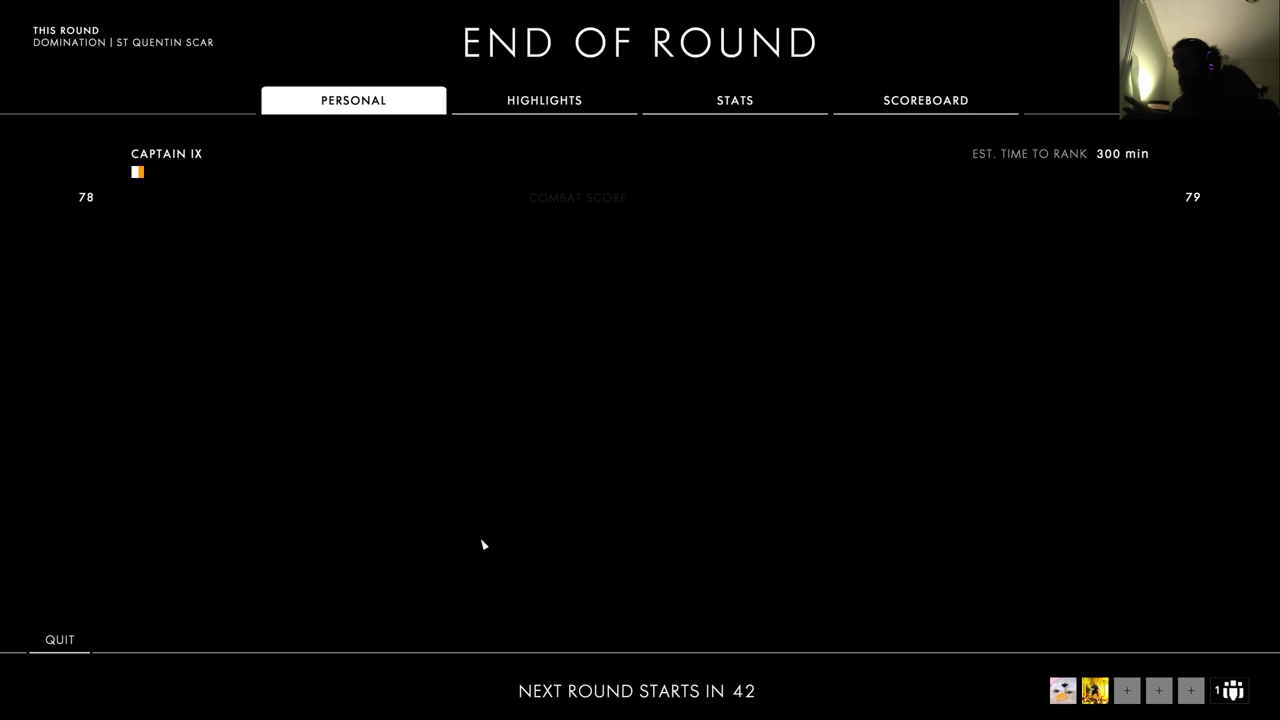 THIS ROUND
DOMINATION | ST QUENTIN SCAR
END OF ROUND
PERSONAL
HIGHLIGHTS
STATS
SCOREBOARD
CAPTAIN IX
EST. TIME TO RANK 300 min
78
COMBAT SCORE
79
QUIT
NEXT ROUND STARTS IN 42
+ + + 1